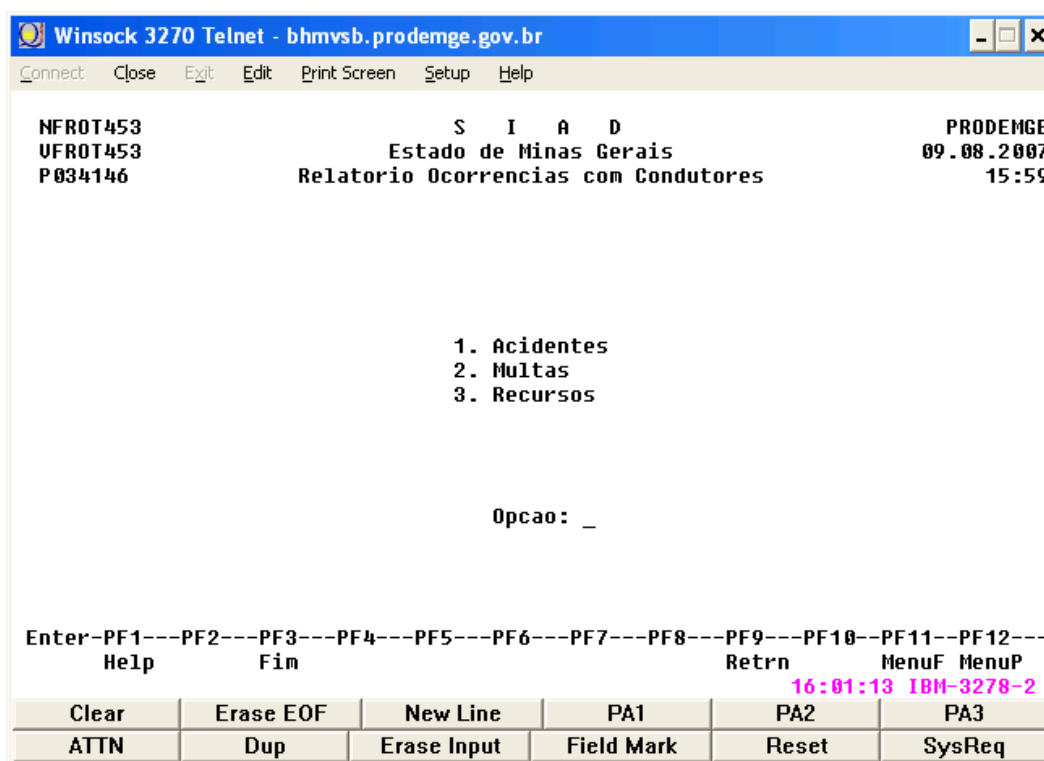 Winsock 3270 Telnet - bhmvsb.prodemge.gov.br
Connect Close Exit Edit Print Screen Setup Help
NFROT453 S I A D PRODEMGE
VFROT453 Estado de Minas Gerais 09.08.2007
P034146 Relatorio Ocorrencias com Condutores 15:59
1. Acidentes
2. Multas
3. Recursos
Opcao: _
Enter-PF1---PF2---PF3---PF4---PF5---PF6---PF7---PF8---PF9---PF10--PF11--PF12---
Help Fim Retrn MenuF MenuP
16:01:13 IBM-3278-2
Clear Erase EOF New Line PA1 PA2 PA3
ATTN Dup Erase Input Field Mark Reset SysReq